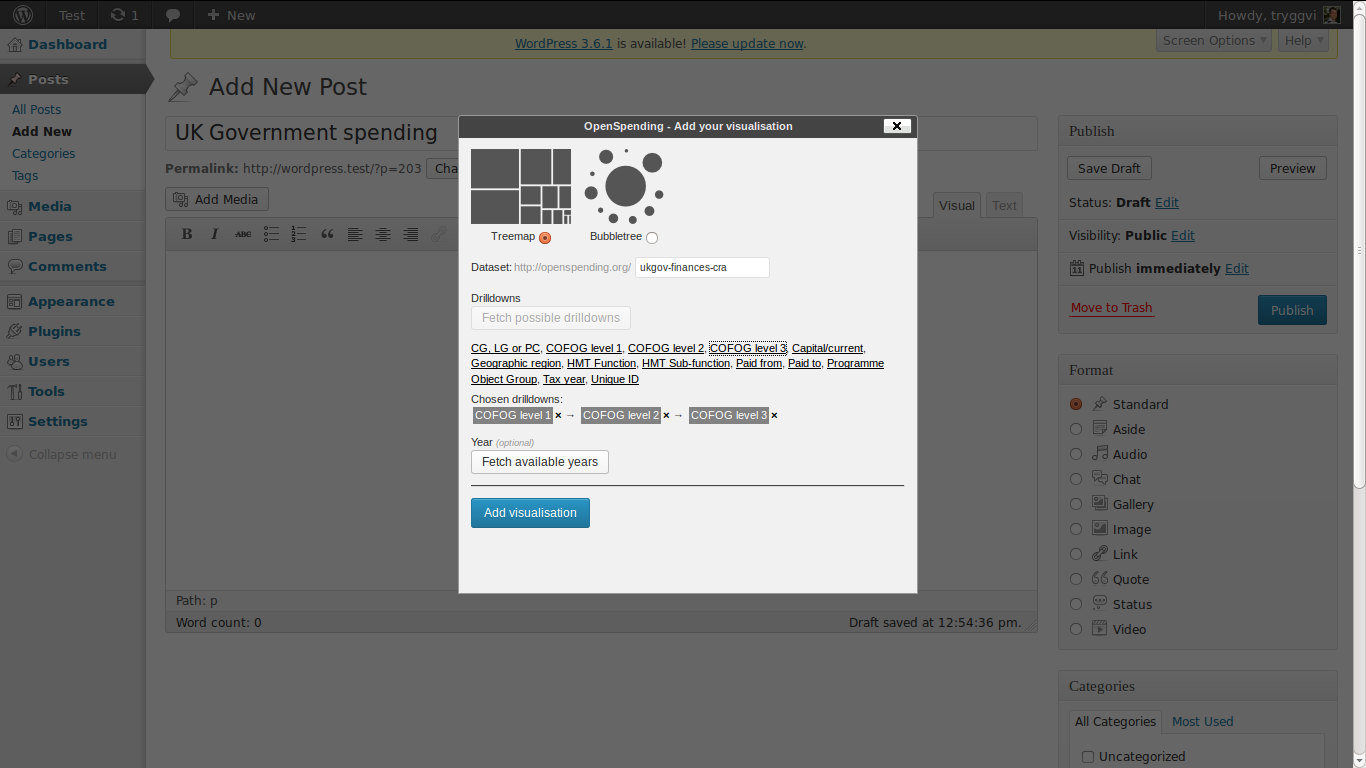 Test 1 + New Howdy, tryggvi
Dashboard
Posts
All Posts
Add New
Categories
Tags
Media
Pages
Comments
Appearance
Plugins
Users
Tools
Settings
Collapse menu
WordPress 3.6.1 is available! Please update now.
Screen Options Help
Add New Post
UK Government spending
Permalink: http://wordpress.test/?p=203 Cha
Add Media
Visual Text
B I ABC
Path: p
Word count: 0 Draft saved at 12:54:36 pm.
OpenSpending - Add your visualisation
Treemap Bubbletree
Dataset: http://openspending.org/ ukgov-finances-cra
Drilldowns
Fetch possible drilldowns
CG, LG or PC, COFOG level 1, COFOG level 2, COFOG level 3, Capital/current,
Geographic region, HMT Function, HMT Sub-function, Paid from, Paid to, Programme
Object Group, Tax year, Unique ID
Chosen drilldowns:
COFOG level 1 × → COFOG level 2 × → COFOG level 3 ×
Year (optional)
Fetch available years
Add visualisation
Publish
Save Draft Preview
Status: Draft Edit
Visibility: Public Edit
Publish immediately Edit
Move to Trash Publish
Format
Standard
Aside
Audio
Chat
Gallery
Image
Link
Quote
Status
Video
Categories
All Categories Most Used
Uncategorized